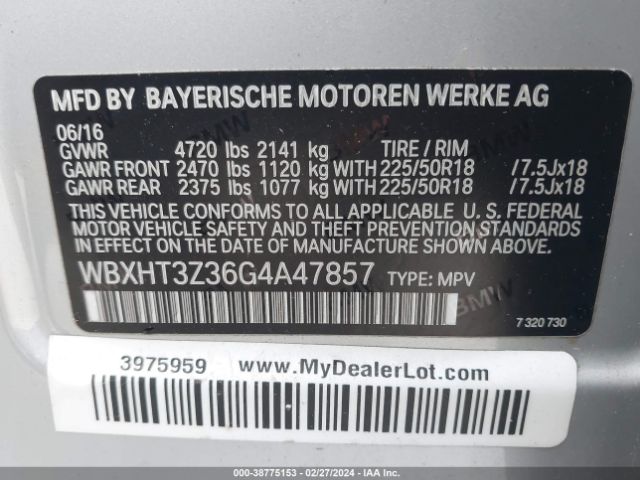 MFD BY BAYERISCHE MOTOREN WERKE AG
06/16
GVWR 4720 lbs 2141 kg TIRE / RIM
GAWR FRONT 2470 lbs 1120 kg WITH 225/50R18 /7.5Jx18
GAWR REAR 2375 lbs 1077 kg WITH 225/50R18 /7.5Jx18
THIS VEHICLE CONFORMS TO ALL APPLICABLE U. S. FEDERAL
MOTOR VEHICLE SAFETY AND THEFT PREVENTION STANDARDS
IN EFFECT ON THE DATE OF MANUFACTURE SHOWN ABOVE.
WBXHT3Z36G4A47857 TYPE: MPV
7 320 730
3975959 www.MyDealerLot.com
000-38775153 - 02/27/2024 - IAAI.com